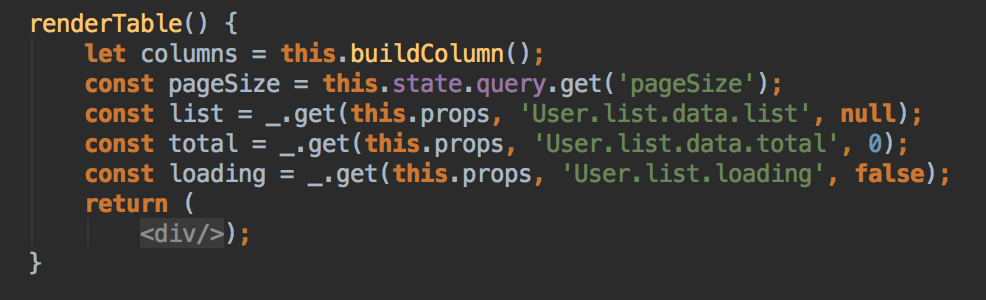 renderTable() {
    let columns = this.buildColumn();
    const pageSize = this.state.query.get('pageSize');
    const list = _.get(this.props, 'User.list.data.list', null);
    const total = _.get(this.props, 'User.list.data.total', 0);
    const loading = _.get(this.props, 'User.list.loading', false);
    return (
        <div/>);
}